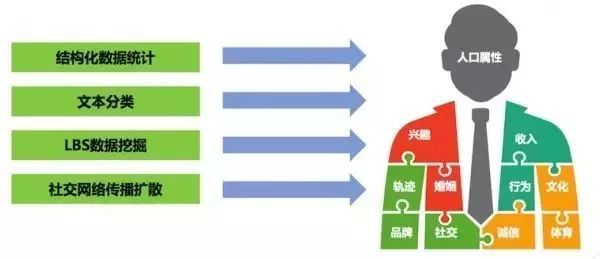 结构化数据统计
文本分类
LBS数据挖掘
社交网络传播扩散
人口属性
兴趣
收入
轨迹
婚姻
行为
文化
品牌
社交
诚信
体育